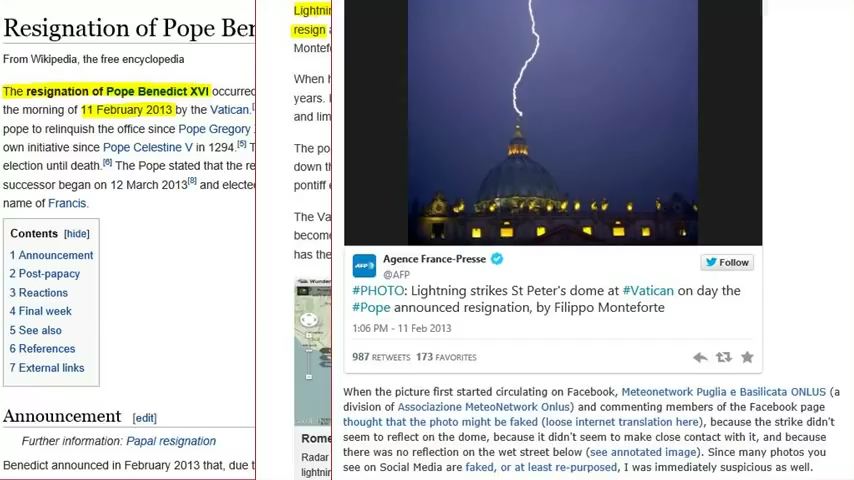 Resignation of Pope Ber
From Wikipedia, the free encyclopedia
The resignation of Pope Benedict XVI occurred
the morning of 11 February 2013 by the Vatican.[
pope to relinquish the office since Pope Gregory
own initiative since Pope Celestine V in 1294.[5] T
election until death.[6] The Pope stated that the re
successor began on 12 March 2013[8] and elected
name of Francis.
Contents [hide]
1 Announcement
2 Post-papacy
3 Reactions
4 Final week
5 See also
6 References
7 External links
Announcement [edit]
Further information: Papal resignation
Benedict announced in February 2013 that, due t
Lightnin
resign
Montef
When h
years. I
and lim
The po
down th
pontiff e
The Va
become
has the
Wunder
Rome
Radar
lightnin
AFP
Agence France-Presse
@AFP
Follow
#PHOTO: Lightning strikes St Peter's dome at #Vatican on day the
#Pope announced resignation, by Filippo Monteforte
1:06 PM - 11 Feb 2013
987 RETWEETS 173 FAVORITES
When the picture first started circulating on Facebook, Meteonetwork Puglia e Basilicata ONLUS (a
division of Associazione MeteoNetwork Onlus) and commenting members of the Facebook page
thought that the photo might be faked (loose internet translation here), because the strike didn't
seem to reflect on the dome, because it didn't seem to make close contact with it, and because
there was no reflection on the wet street below (see annotated image). Since many photos you
see on Social Media are faked, or at least re-purposed, I was immediately suspicious as well.